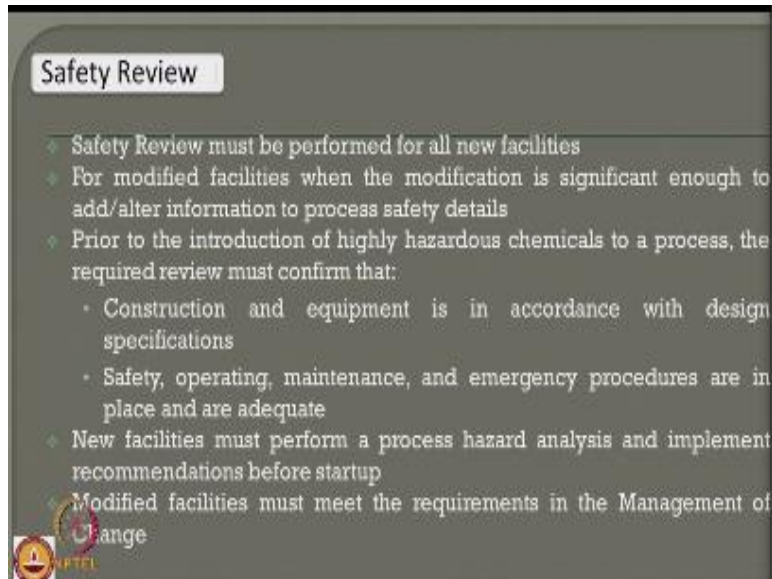 Safety Review
Safety Review must be performed for all new facilities
For modified facilities when the modification is significant enough to
add/alter information to process safety details
Prior to the introduction of highly hazardous chemicals to a process, the
required review must confirm that:
Construction and equipment is in accordance with design
specifications
Safety, operating, maintenance, and emergency procedures are in
place and are adequate
New facilities must perform a process hazard analysis and implement
recommendations before startup
Modified facilities must meet the requirements in the Management of
Change
NPTEL